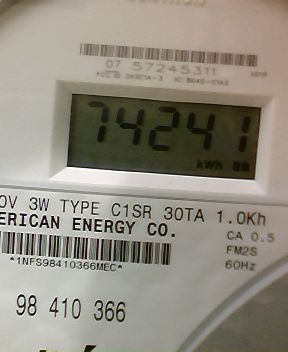 07 57245311
74241
kWh
0V 3W TYPE C1SR 30TA 1.0Kh
ERICAN ENERGY CO.
CA 0.5
FM2S
*1NFS98410366MEC*
60Hz
98 410 366